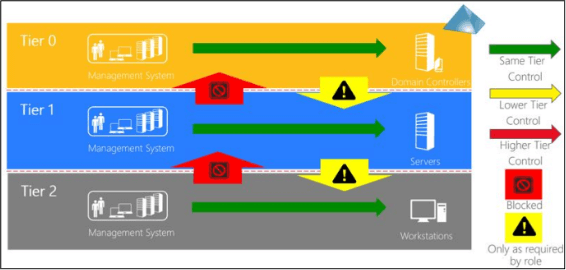 Tier 0
Management System
Domain Controllers
Tier 1
Management System
Servers
Tier 2
Management System
Workstations
Same Tier
Control
Lower Tier
Control
Higher Tier
Control
Blocked
Only as required
by role